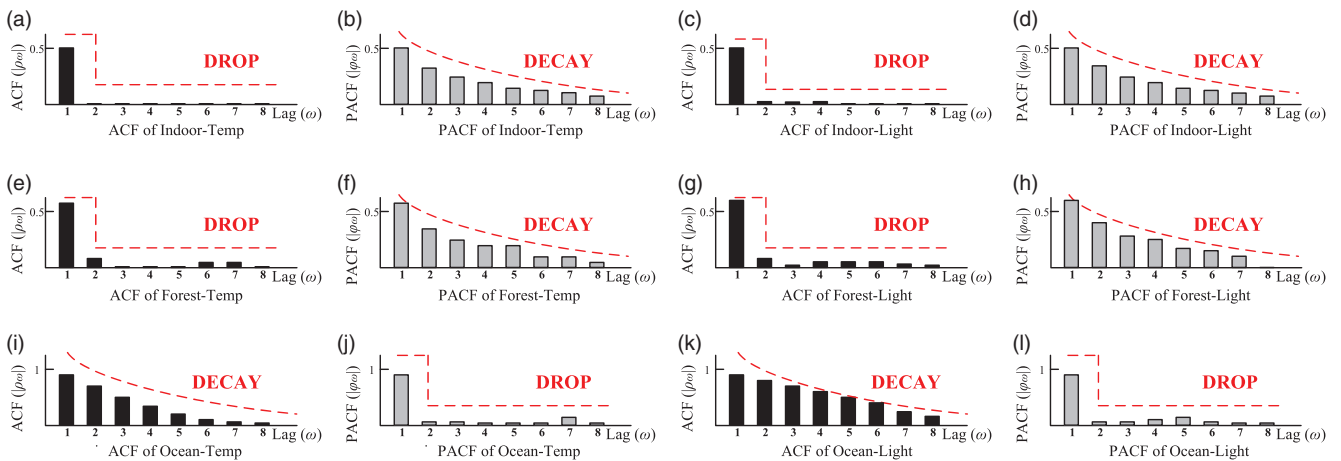 (a)
0.5
ACF (|ρω|)
DROP
1 2 3 4 5 6 7 8 Lag (ω)
ACF of Indoor-Temp
(b)
0.5
PACF (|φω|)
DECAY
1 2 3 4 5 6 7 8 Lag (ω)
PACF of Indoor-Temp
(c)
0.5
ACF (|ρω|)
DROP
1 2 3 4 5 6 7 8 Lag (ω)
ACF of Indoor-Light
(d)
0.5
PACF (|φω|)
DECAY
1 2 3 4 5 6 7 8 Lag (ω)
PACF of Indoor-Light
(e)
0.5
ACF (|ρω|)
DROP
1 2 3 4 5 6 7 8 Lag (ω)
ACF of Forest-Temp
(f)
0.5
PACF (|φω|)
DECAY
1 2 3 4 5 6 7 8 Lag (ω)
PACF of Forest-Temp
(g)
0.5
ACF (|ρω|)
DROP
1 2 3 4 5 6 7 8 Lag (ω)
ACF of Forest-Light
(h)
0.5
PACF (|φω|)
DECAY
1 2 3 4 5 6 7 8 Lag (ω)
PACF of Forest-Light
(i)
1
ACF (|ρω|)
DECAY
1 2 3 4 5 6 7 8 Lag (ω)
ACF of Ocean-Temp
(j)
1
PACF (|φω|)
DROP
1 2 3 4 5 6 7 8 Lag (ω)
PACF of Ocean-Temp
(k)
1
ACF (|ρω|)
DECAY
1 2 3 4 5 6 7 8 Lag (ω)
ACF of Ocean-Light
(l)
1
PACF (|φω|)
DROP
1 2 3 4 5 6 7 8 Lag (ω)
PACF of Ocean-Light